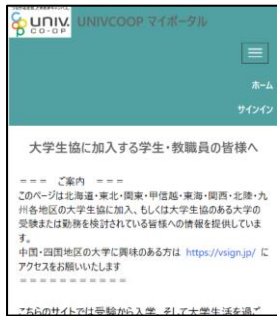 univ.
CO-OP
UNIVCOOP マイポータル
ホーム
サインイン
大学生協に加入する学生・教職員の皆様へ
＝＝＝　ご案内　＝＝＝
このページは北海道・東北・関東・甲信越・東海・関西・北陸・九
州各地区の大学生協に加入、もしくは大学生協のある大学の
受験または勤務を検討されている皆様への情報を提供していま
す。
中国・四国地区の大学に興味のある方は https://vsign.jp/ に
アクセスをお願いいたします
＝＝＝＝＝＝＝＝＝＝＝
こちらのサイトでは受験から入学、そして大学生活を過ご